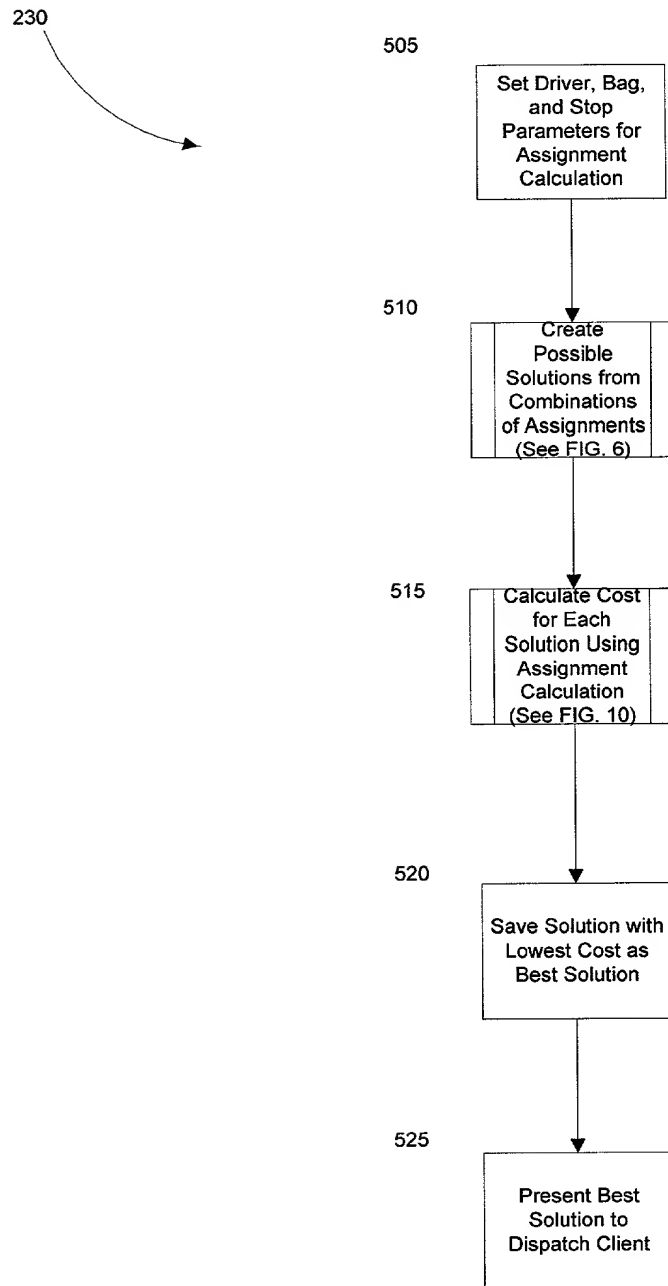 230
505
Set Driver, Bag,
and Stop
Parameters for
Assignment
Calculation
510
Create
Possible
Solutions from
Combinations
of Assignments
(See FIG. 6)
515
Calculate Cost
for Each
Solution Using
Assignment
Calculation
(See FIG. 10)
520
Save Solution with
Lowest Cost as
Best Solution
525
Present Best
Solution to
Dispatch Client